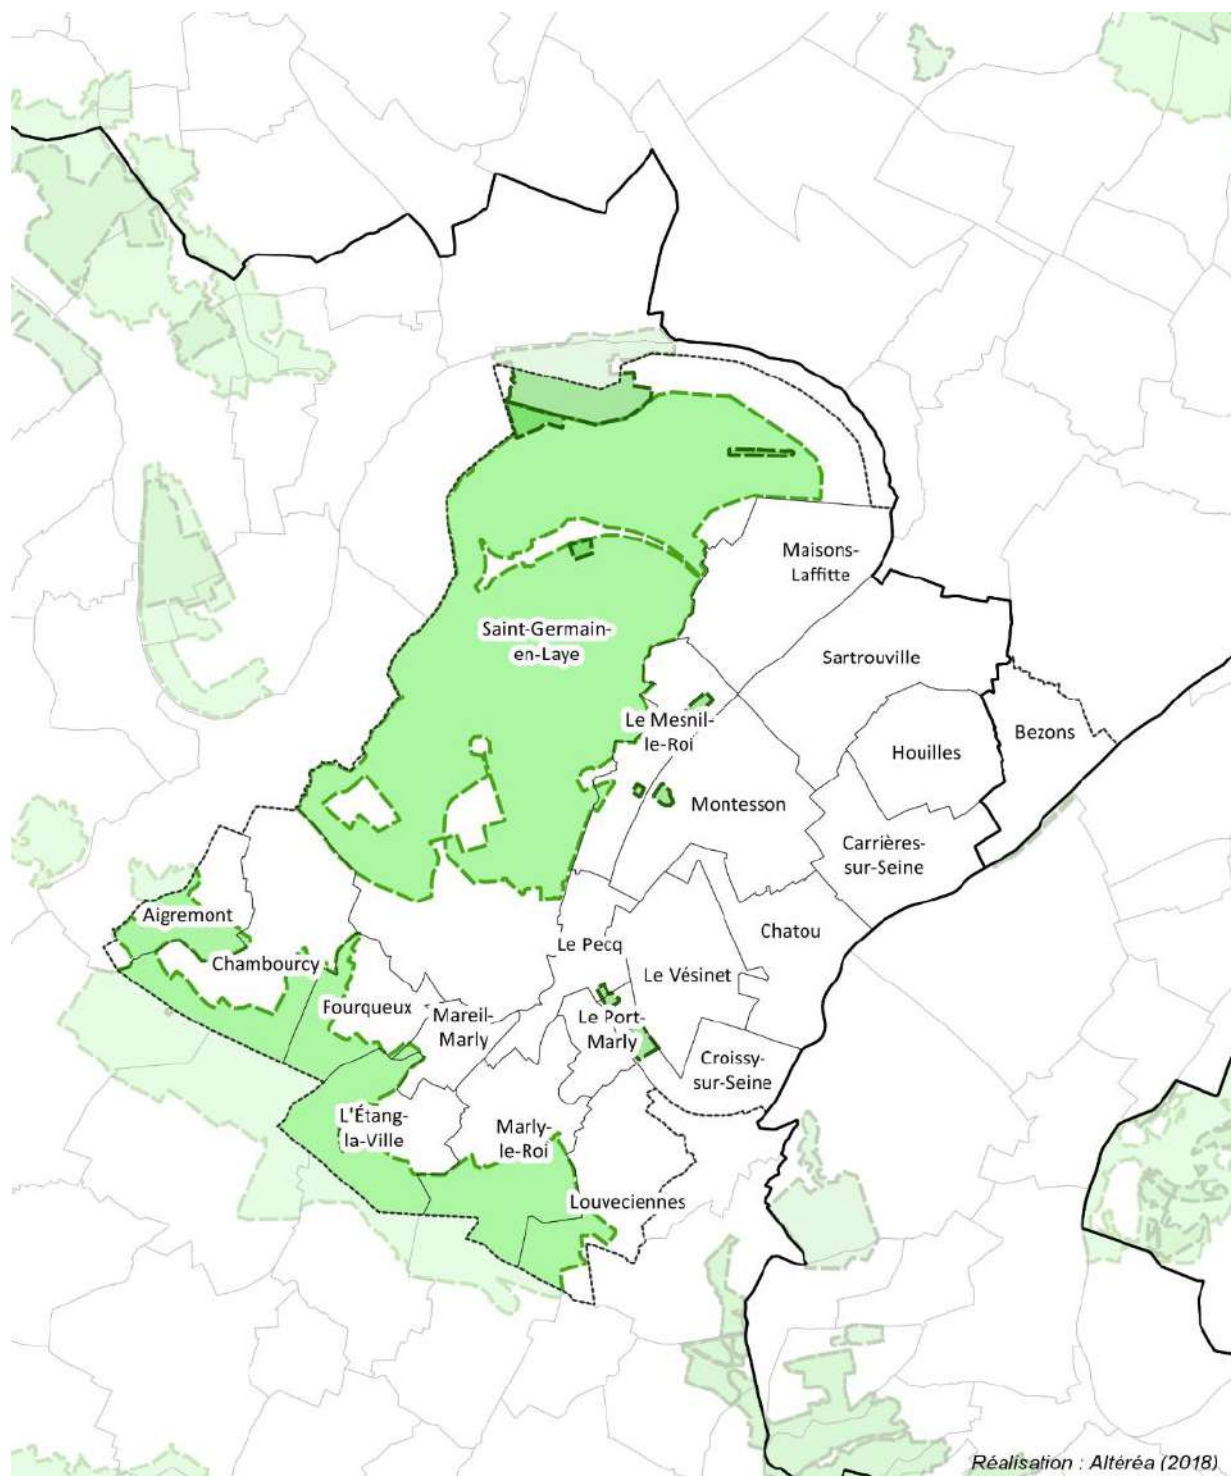 Maisons-
Laffitte
Saint-Germain-
en-Laye
Sartrouville
Le Mesnil-
le-Roi
Bezons
Houilles
Montesson
Carrières-
sur-Seine
Aigremont
Chatou
Le Pecq
Chambourcy
Le Vésinet
Fourqueux
Mareil-
Marly
Le Port-
Marly
Croissy-
sur-Seine
L'Étang-
la-Ville
Marly-
le-Roi
Louveciennes
Réalisation : Altéréa (2018)